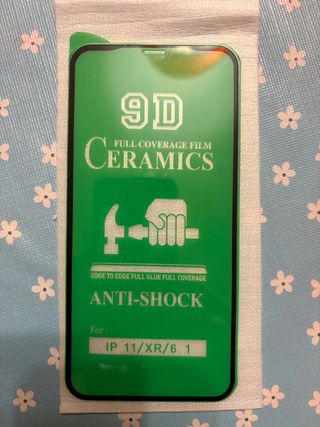 9D
FULL COVERAGE FILM
CERAMICS
EDGE TO EDGE FULL GLUE FULL COVERAGE
ANTI-SHOCK
For :
IP 11/XR/6. 1